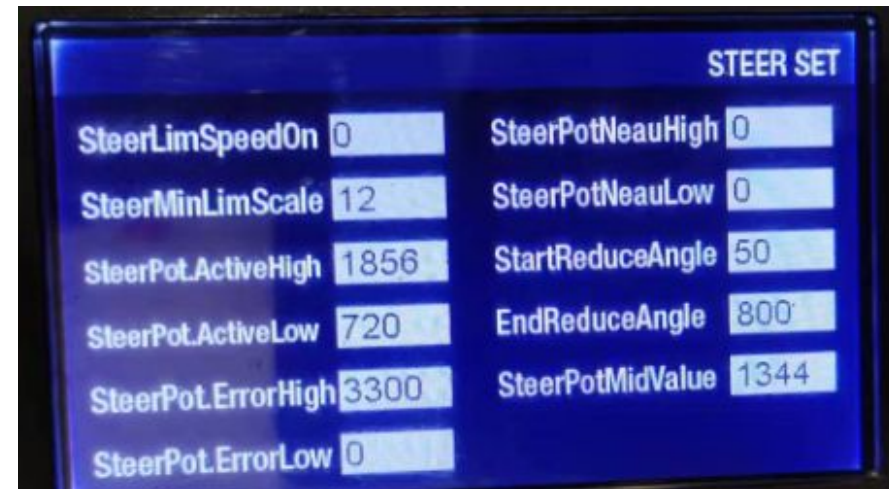 STEER SET
SteerLimSpeedOn 0
SteerMinLimScale 12
SteerPot.ActiveHigh 1856
SteerPot.ActiveLow 720
SteerPot.ErrorHigh 3300
SteerPot.ErrorLow 0
SteerPotNeauHigh 0
SteerPotNeauLow 0
StartReduceAngle 50
EndReduceAngle 800
SteerPotMidValue 1344